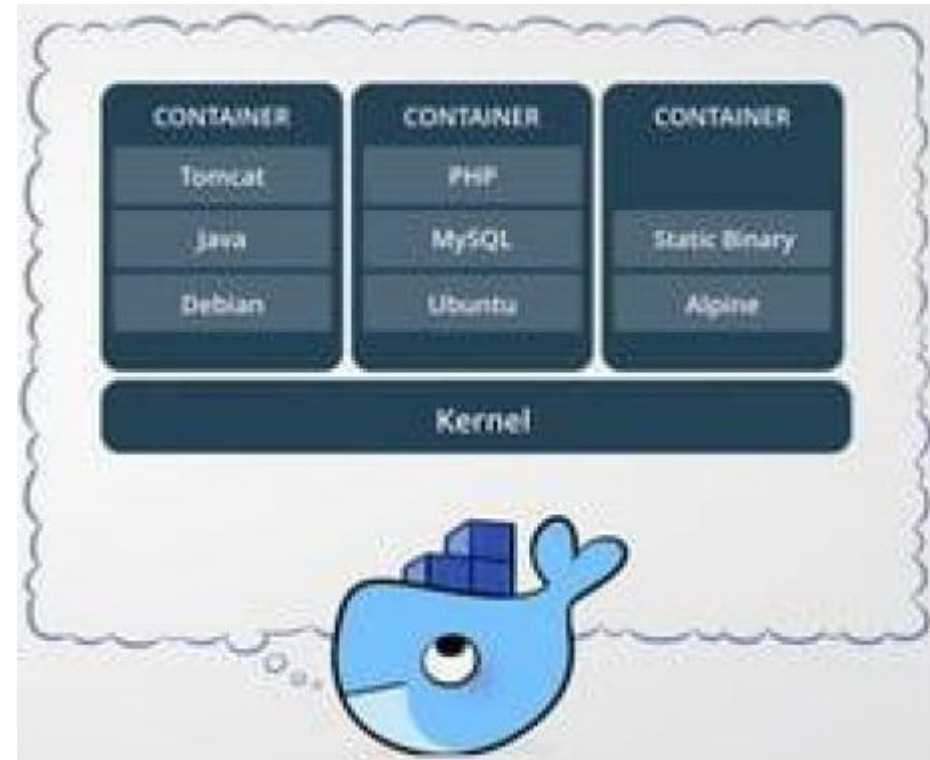 CONTAINER
Tomcat
Java
Debian
CONTAINER
PHP
MySQL
Ubuntu
CONTAINER
Static Binary
Alpine
Kernel